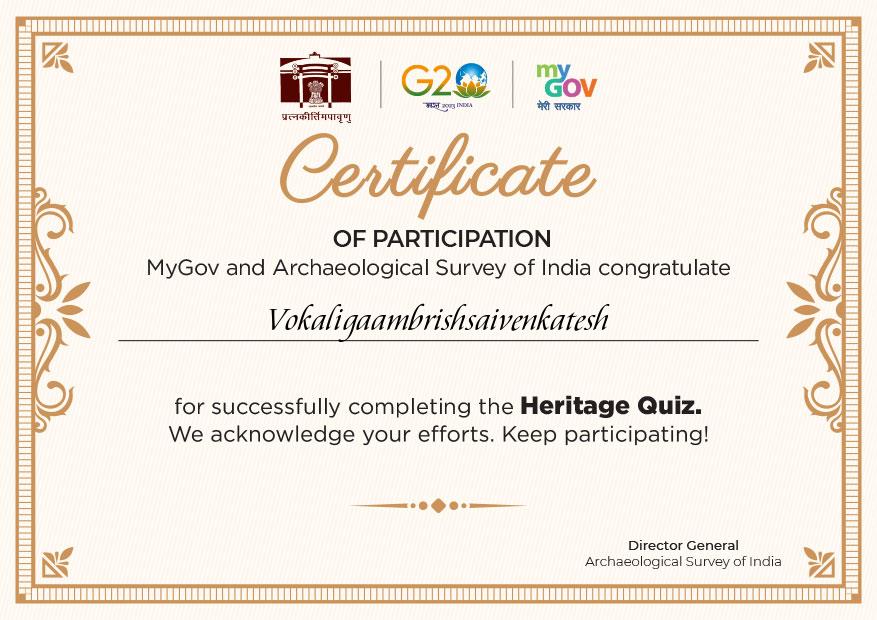 प्रत्नकीर्तिमपावृणु
G20
भारत 2023 INDIA
my
GOV
मेरी सरकार
Certificate
OF PARTICIPATION
MyGov and Archaeological Survey of India congratulate
Vokaligaambrishsaivenkatesh
for successfully completing the Heritage Quiz.
We acknowledge your efforts. Keep participating!
Director General
Archaeological Survey of India